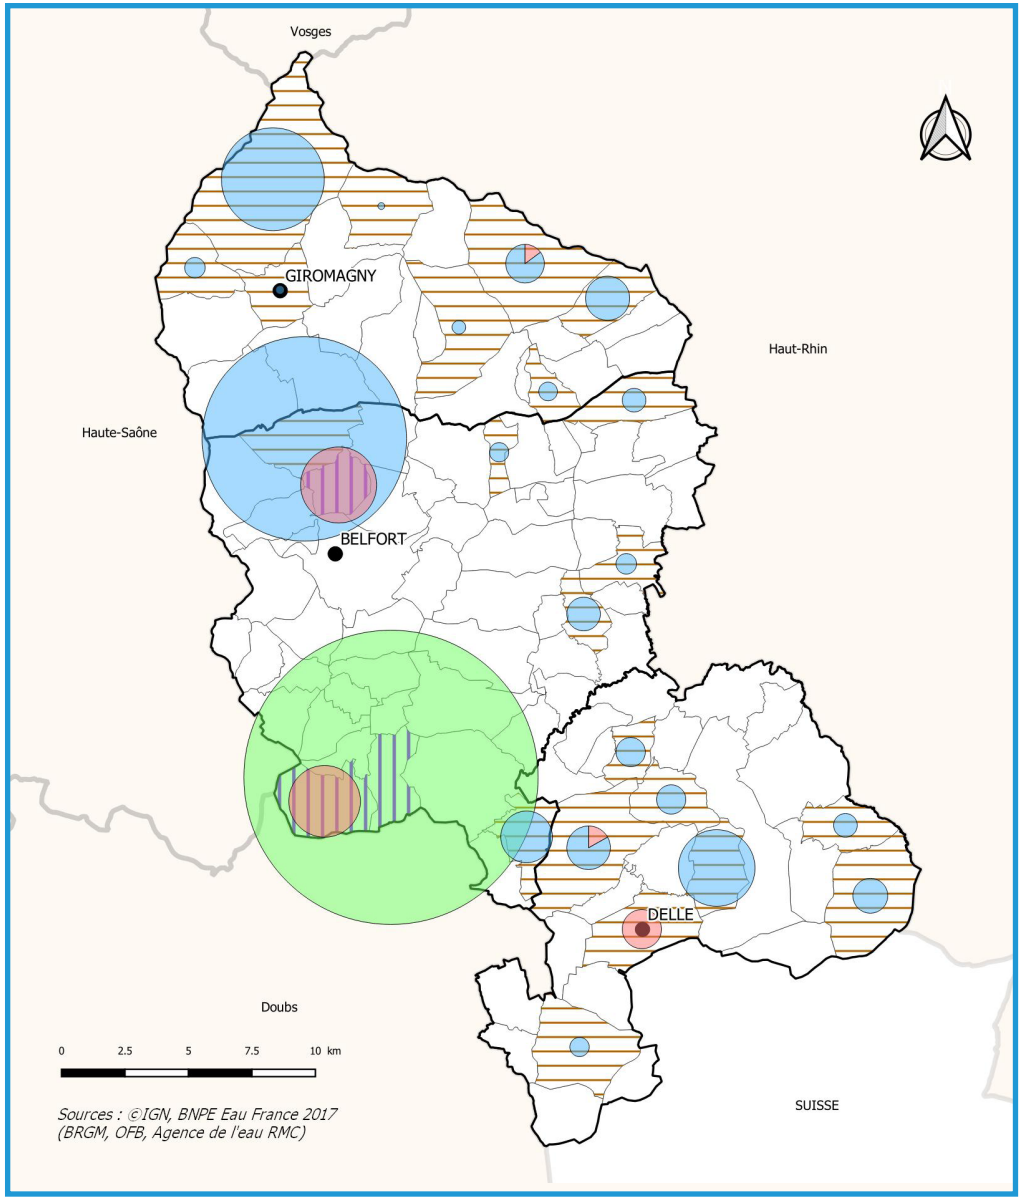 Vosges
GIROMAGNY
Haut-Rhin
Haute-Saône
BELFORT
DELLE
Doubs
0 2.5 5 7.5 10 km
SUISSE
Sources : ©IGN, BNPE Eau France 2017
(BRGM, OFB, Agence de l'eau RMC)